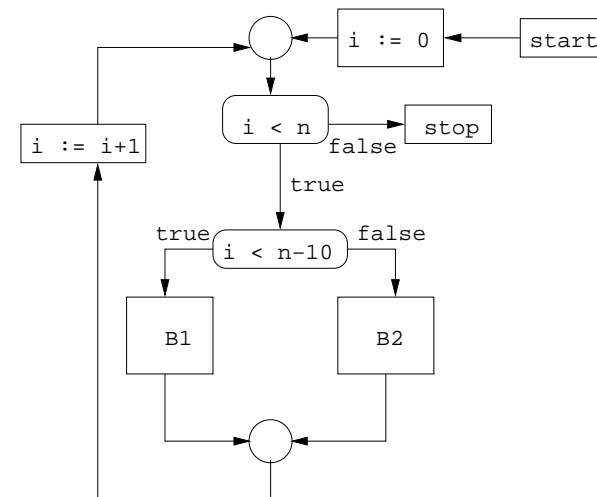 i := 0
start
i < n
stop
false
i := i+1
true
true
false
i < n−10
B1
B2